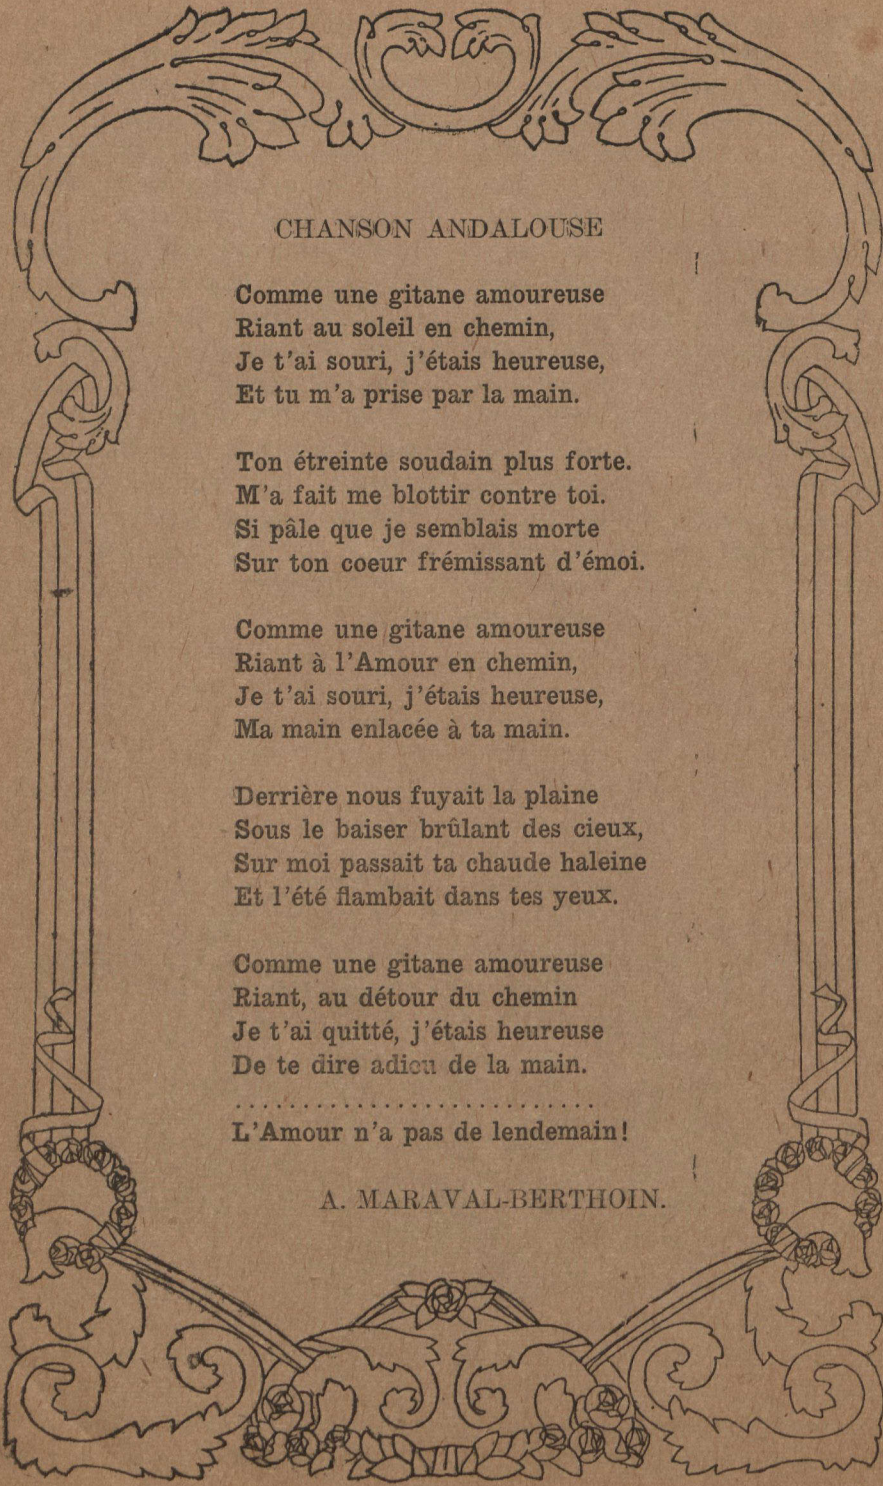 CHANSON ANDALOUSE
Comme une gitane amoureuse
Riant au soleil en chemin,
Je t'ai souri, j'étais heureuse,
Et tu m'a prise par la main.
Ton étreinte soudain plus forte.
M'a fait me blottir contre toi.
Si pâle que je semblais morte
Sur ton coeur frémissant d'émoi.
Comme une gitane amoureuse
Riant à l'Amour en chemin,
Je t'ai souri, j'étais heureuse,
Ma main enlacée à ta main.
Derrière nous fuyait la plaine
Sous le baiser brûlant des cieux,
Sur moi passait ta chaude haleine
Et l'été flambait dans tes yeux.
Comme une gitane amoureuse
Riant, au détour du chemin
Je t'ai quitté, j'étais heureuse
De te dire adieu de la main.
...........................
L'Amour n'a pas de lendemain!
A. MARAVAL-BERTHOIN.